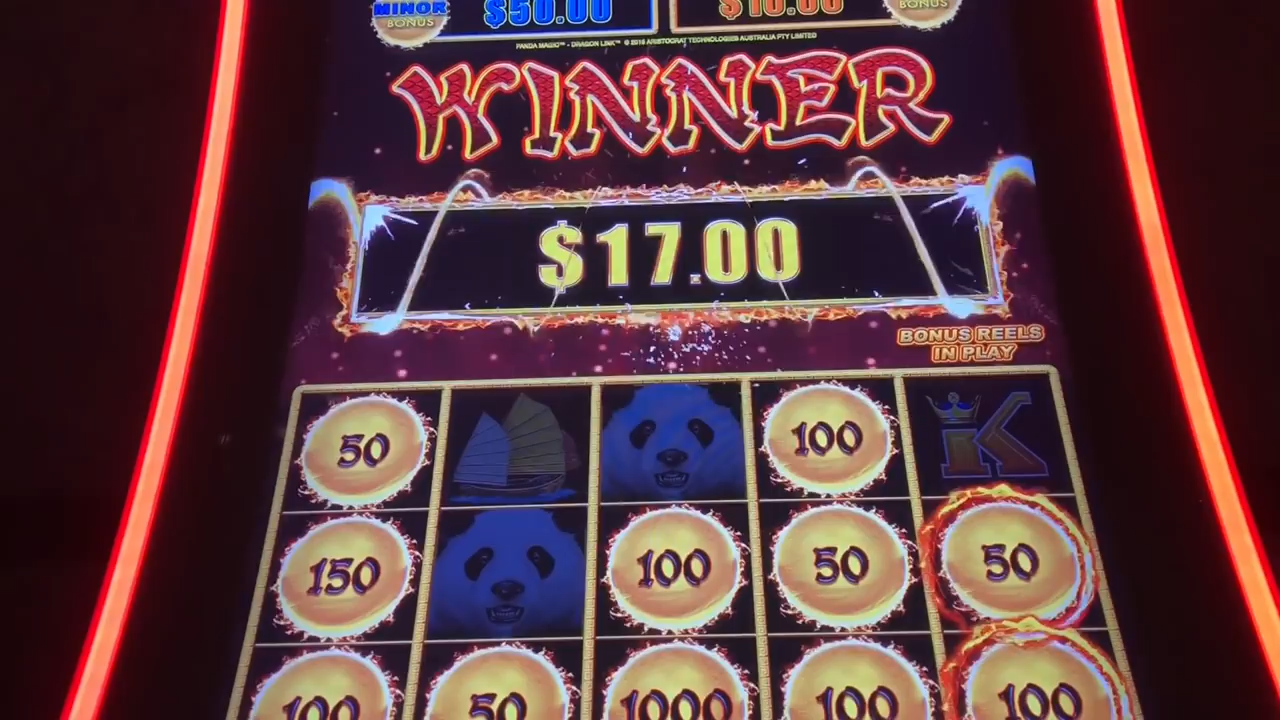 MINOR
BONUS
$50.00
$10.00
BONUS
PANDA MAGIC™ - DRAGON LINK™ © 2016 ARISTOCRAT TECHNOLOGIES AUSTRALIA PTY LIMITED
WINNER
$17.00
BONUS REELS
IN PLAY
50
100
K
150
100
50
50
100
50
1000
100
100